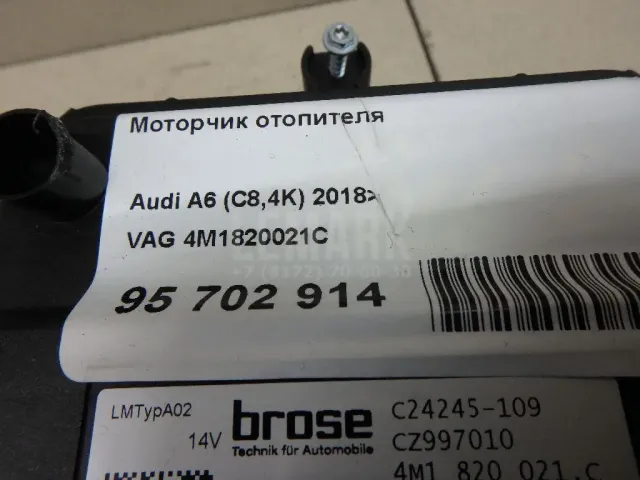 Моторчик отопителя
Audi A6 (C8,4K) 2018>
VAG 4M1820021C
95 702 914
LMTypA02
14V
brose
Technik für Automobile
C24245-109
CZ997010
4M1 820 021.C